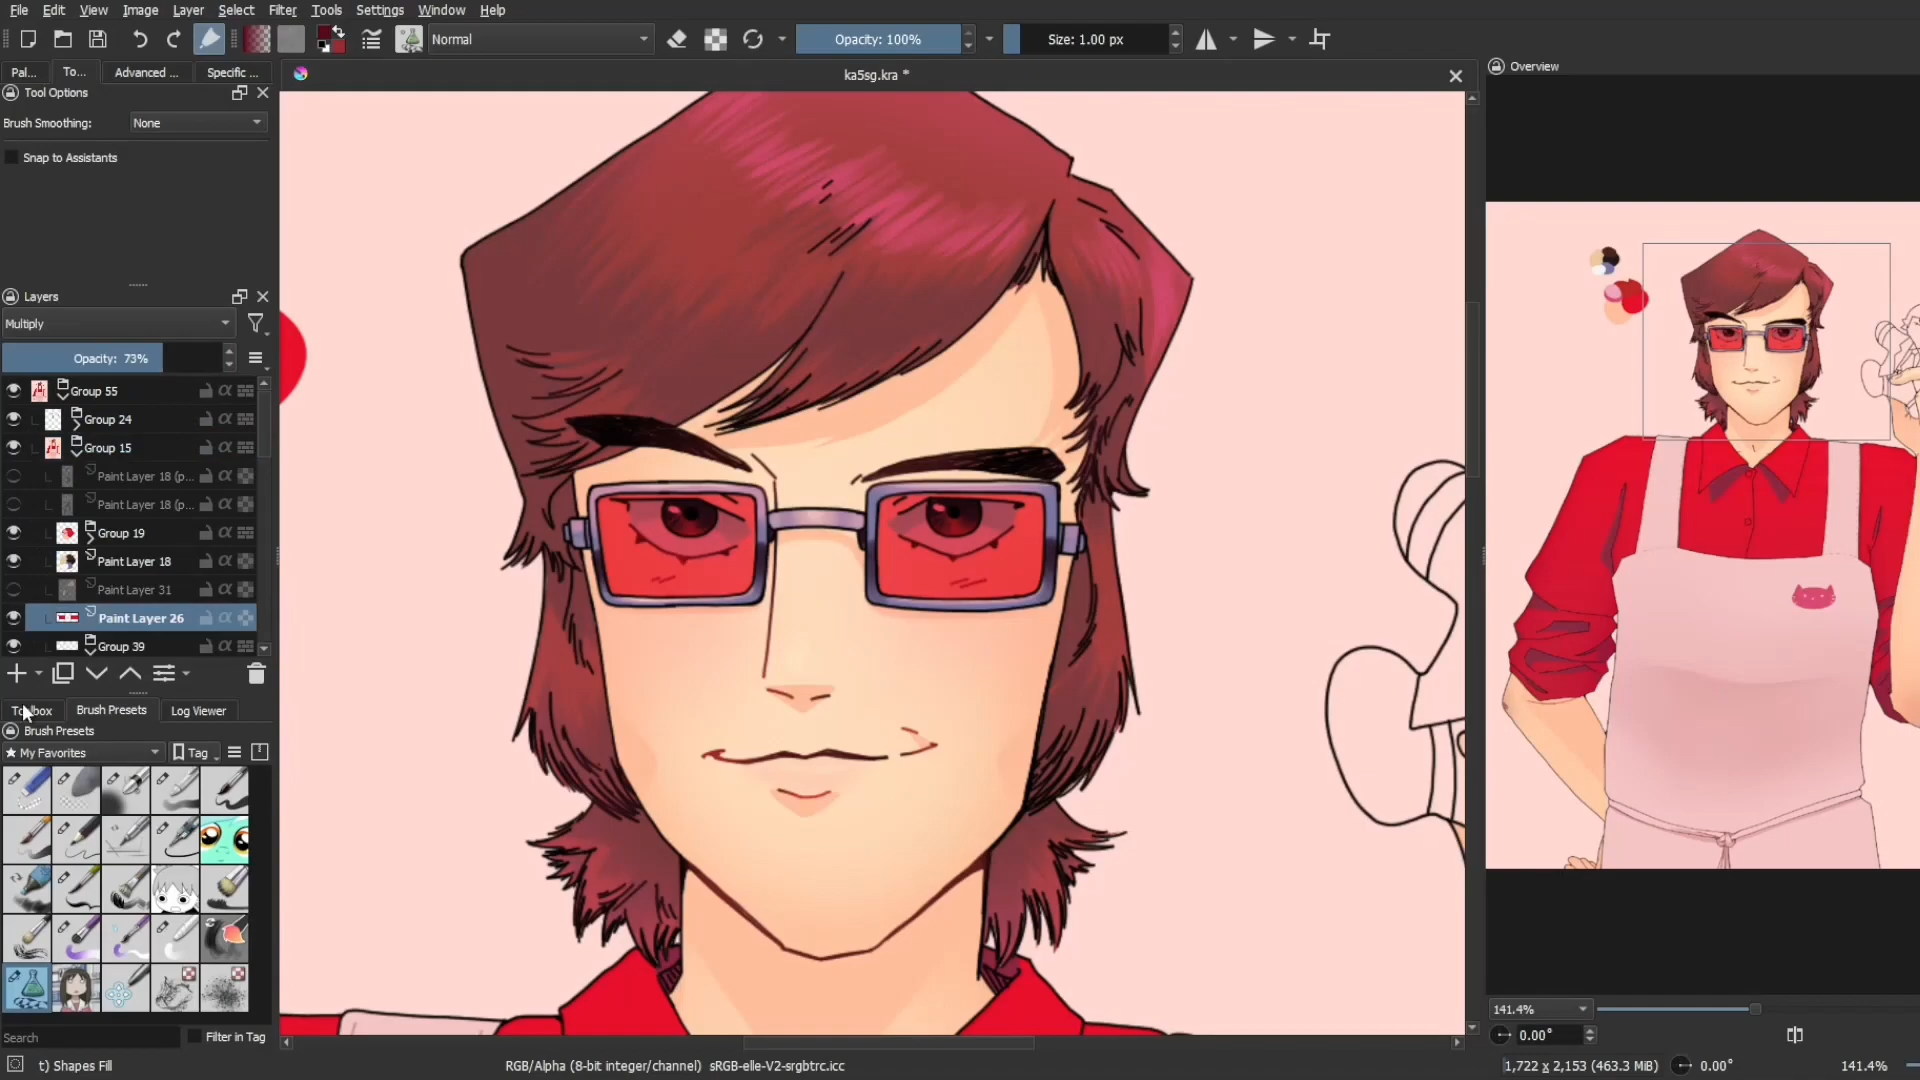 File Edit View Image Layer Select Filter Tools Settings Window Help
Normal
Opacity: 100%
Size: 1.00 px
Pal... To... Advanced ... Specific ...
ka5sg.kra *
Overview
Tool Options
Brush Smoothing: None
Snap to Assistants
Layers
Multiply
Opacity: 73%
Group 55
Group 24
Group 15
Paint Layer 18 (p...
Paint Layer 18 (p...
Group 19
Paint Layer 18
Paint Layer 31
Paint Layer 26
Group 39
Toolbox Brush Presets Log Viewer
Brush Presets
★ My Favorites Tag
Search Filter in Tag
141.4%
0.00°
t) Shapes Fill
RGB/Alpha (8-bit integer/channel) sRGB-elle-V2-srgbtrc.icc
1,722 x 2,153 (463.3 MiB) 0.00° 141.4%